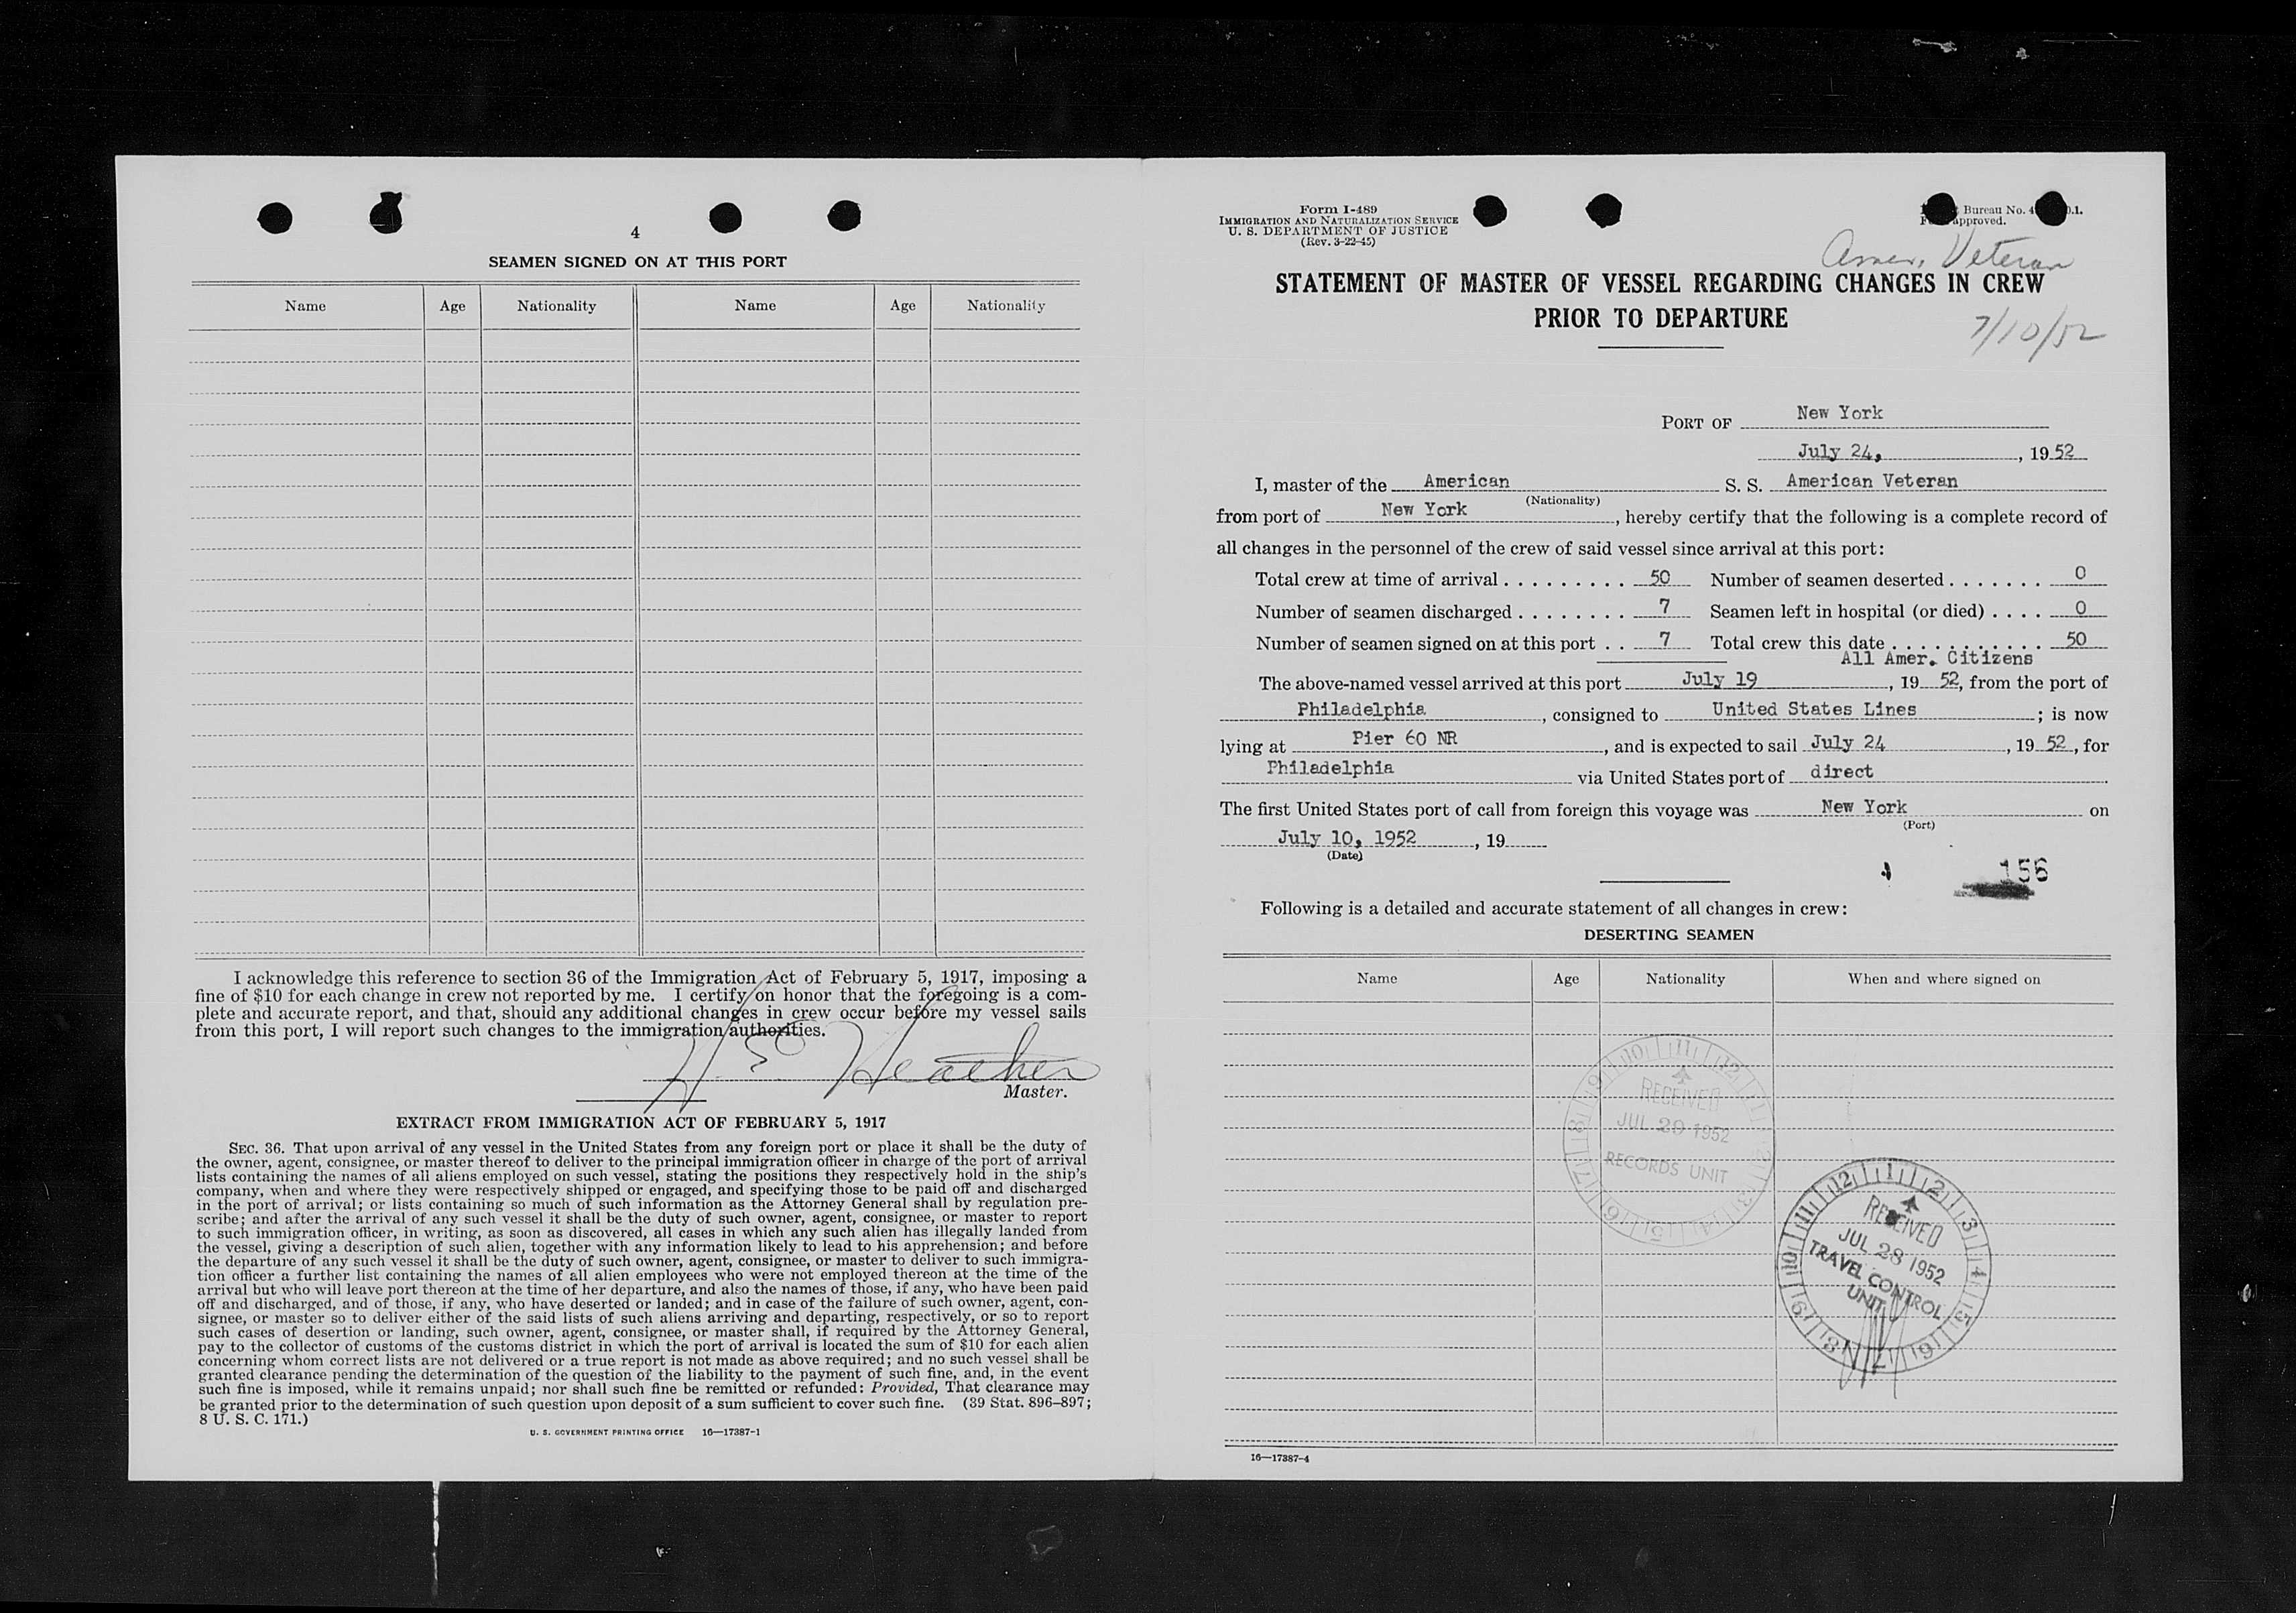 4
SEAMEN SIGNED ON AT THIS PORT
Name Age Nationality Name Age Nationality
I acknowledge this reference to section 36 of the Immigration Act of February 5, 1917, imposing a
fine of $10 for each change in crew not reported by me. I certify on honor that the foregoing is a com-
plete and accurate report, and that, should any additional changes in crew occur before my vessel sails
from this port, I will report such changes to the immigration authorities.
H E Heather
Master.
EXTRACT FROM IMMIGRATION ACT OF FEBRUARY 5, 1917
SEC. 36. That upon arrival of any vessel in the United States from any foreign port or place it shall be the duty of
the owner, agent, consignee, or master thereof to deliver to the principal immigration officer in charge of the port of arrival
lists containing the names of all aliens employed on such vessel, stating the positions they respectively hold in the ship's
company, when and where they were respectively shipped or engaged, and specifying those to be paid off and discharged
in the port of arrival; or lists containing so much of such information as the Attorney General shall by regulation pre-
scribe; and after the arrival of any such vessel it shall be the duty of such owner, agent, consignee, or master to report
to such immigration officer, in writing, as soon as discovered, all cases in which any such alien has illegally landed from
the vessel, giving a description of such alien, together with any information likely to lead to his apprehension; and before
the departure of any such vessel it shall be the duty of such owner, agent, consignee, or master to deliver to such immigra-
tion officer a further list containing the names of all alien employees who were not employed thereon at the time of the
arrival but who will leave port thereon at the time of her departure, and also the names of those, if any, who have been paid
off and discharged, and of those, if any, who have deserted or landed; and in case of the failure of such owner, agent, con-
signee, or master so to deliver either of the said lists of such aliens arriving and departing, respectively, or so to report
such cases of desertion or landing, such owner, agent, consignee, or master shall, if required by the Attorney General,
pay to the collector of customs of the customs district in which the port of arrival is located the sum of $10 for each alien
concerning whom correct lists are not delivered or a true report is not made as above required; and no such vessel shall be
granted clearance pending the determination of the question of the liability to the payment of such fine, and, in the event
such fine is imposed, while it remains unpaid; nor shall such fine be remitted or refunded: Provided, That clearance may
be granted prior to the determination of such question upon deposit of a sum sufficient to cover such fine. (39 Stat. 896–897;
8 U. S. C. 171.)
U. S. GOVERNMENT PRINTING OFFICE 16—17387-1
Form I-489
IMMIGRATION AND NATURALIZATION SERVICE
U. S. DEPARTMENT OF JUSTICE
(Rev. 3-22-45)
Bureau No. 4
approved.
Amer. Veteran
STATEMENT OF MASTER OF VESSEL REGARDING CHANGES IN CREW
PRIOR TO DEPARTURE
7/10/52
PORT OF New York
July 24, , 19 52
I, master of the American S. S. American Veteran
(Nationality)
from port of New York , hereby certify that the following is a complete record of
all changes in the personnel of the crew of said vessel since arrival at this port:
Total crew at time of arrival . . . . . . . . . 50 Number of seamen deserted . . . . . . . 0
Number of seamen discharged . . . . . . . . 7 Seamen left in hospital (or died) . . . . 0
Number of seamen signed on at this port . . 7 Total crew this date . . . . . . . . . . . 50
All Amer. Citizens
The above-named vessel arrived at this port July 19 , 19 52, from the port of
Philadelphia , consigned to United States Lines ; is now
lying at Pier 60 NR , and is expected to sail July 24 , 19 52 , for
Philadelphia via United States port of direct .
The first United States port of call from foreign this voyage was New York on
(Port)
July 10, 1952 , 19
(Date)
156
Following is a detailed and accurate statement of all changes in crew:
DESERTING SEAMEN
Name Age Nationality When and where signed on
RECEIVED
JUL 29 1952
RECORDS UNIT
RECEIVED
JUL 28 1952
TRAVEL CONTROL
UNIT
16—17387-4